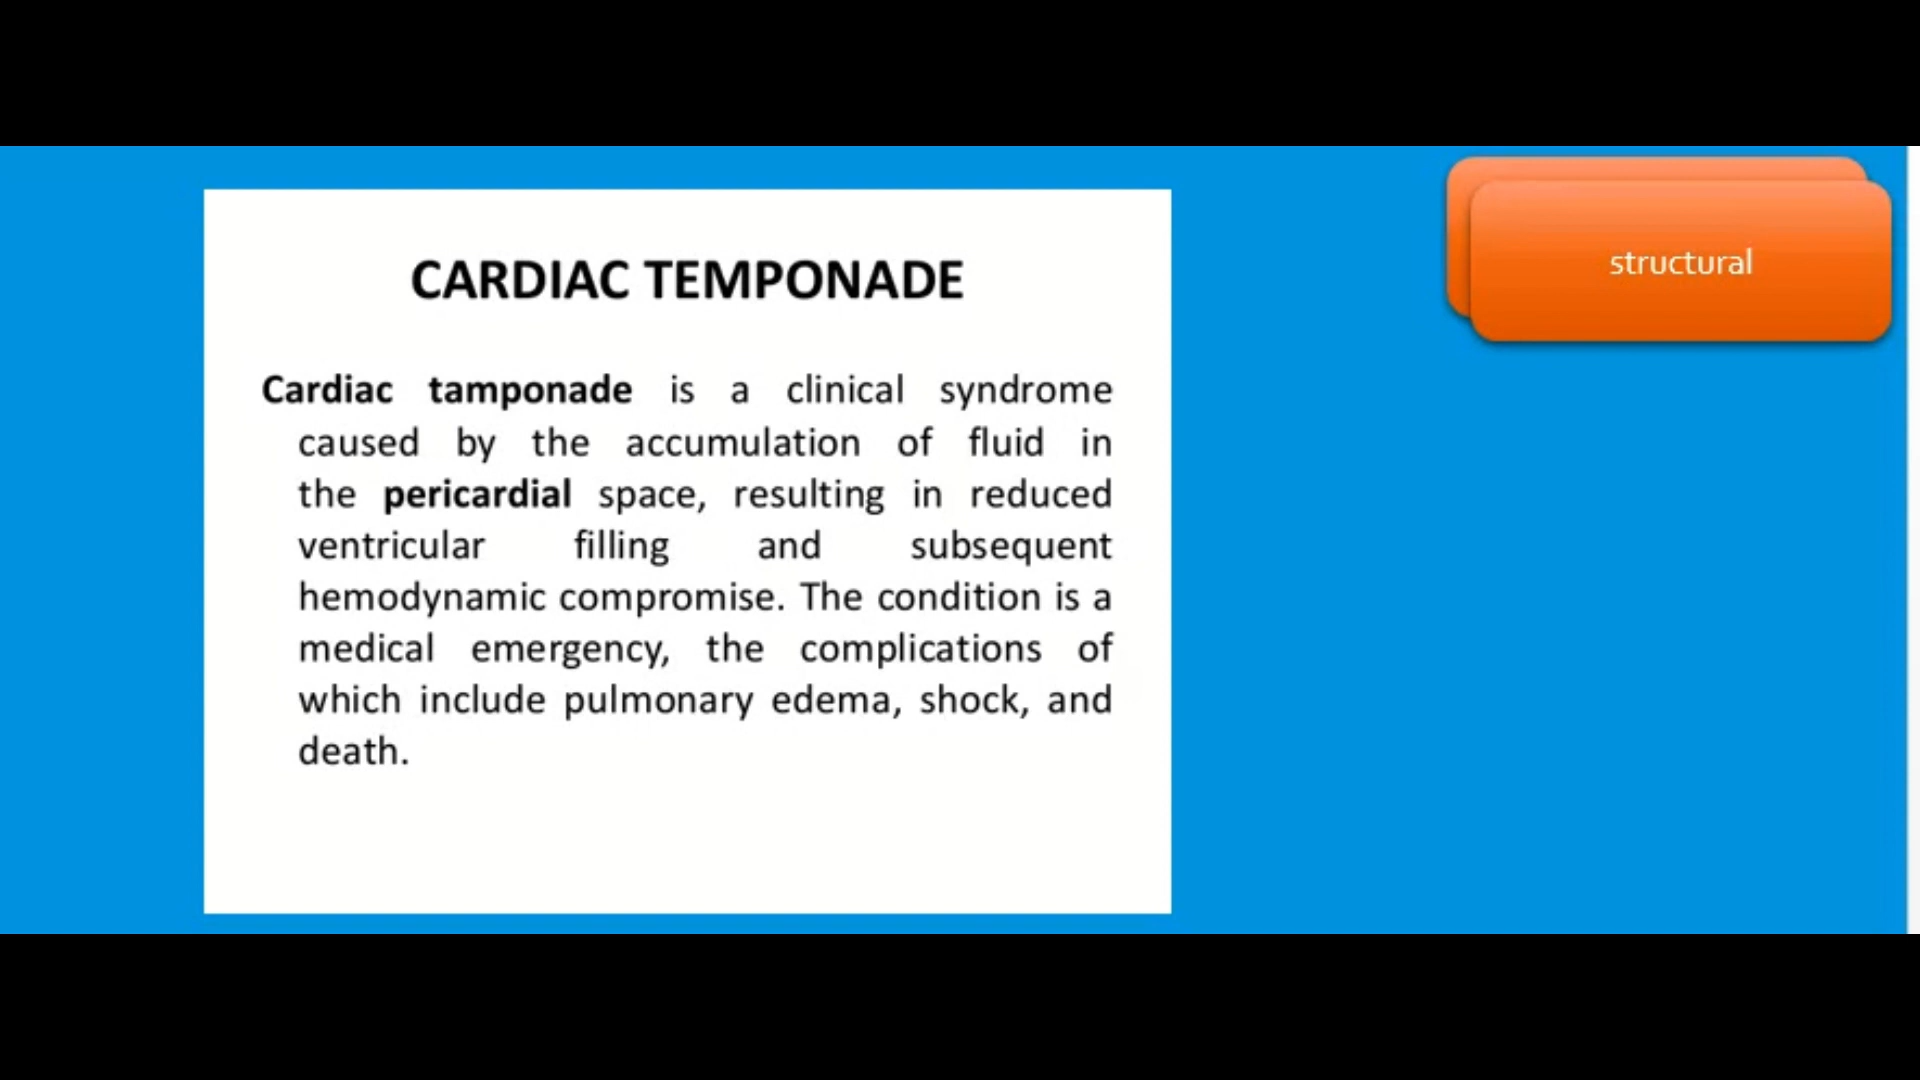 CARDIAC TEMPONADE
Cardiac tamponade is a clinical syndrome
caused by the accumulation of fluid in
the pericardial space, resulting in reduced
ventricular filling and subsequent
hemodynamic compromise. The condition is a
medical emergency, the complications of
which include pulmonary edema, shock, and
death.
structural